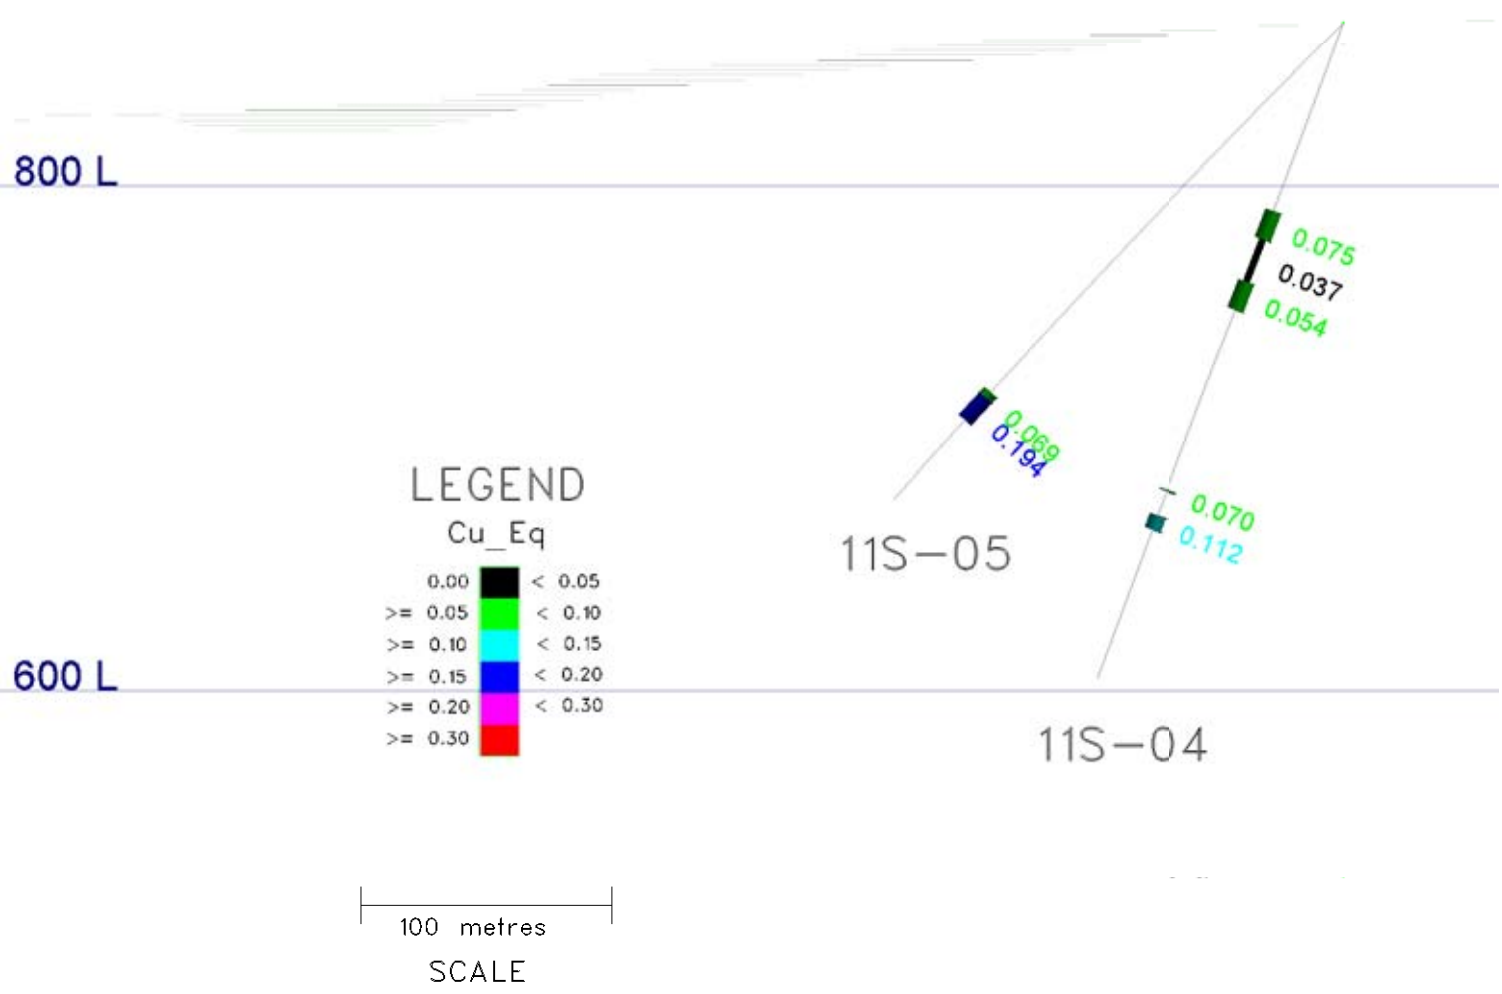 800 L
0.075
0.037
0.054
0.069
0.194
LEGEND
Cu_Eq
0.070
0.112
11S-05
0.00 < 0.05
>= 0.05 < 0.10
>= 0.10 < 0.15
>= 0.15 < 0.20
>= 0.20 < 0.30
>= 0.30
600 L
11S-04
100 metres
SCALE